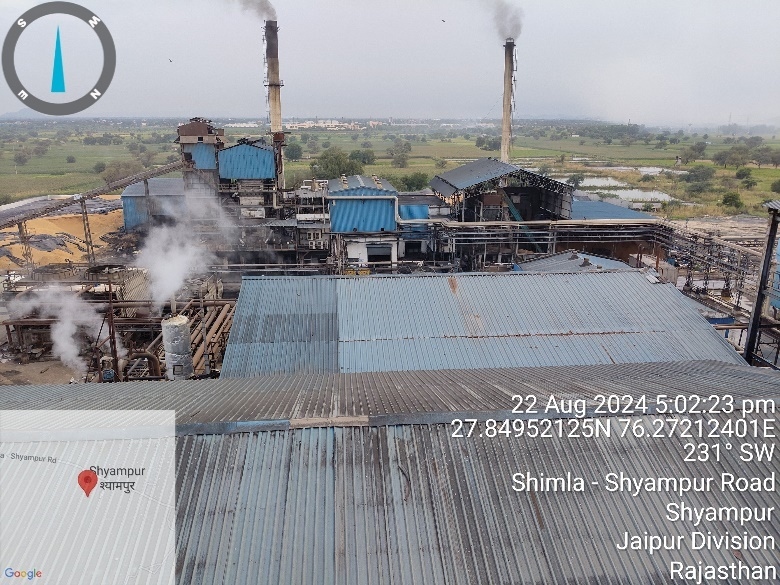 S
W
E
N
22 Aug 2024 5:02:23 pm
27.84952125N 76.27212401E
231° SW
Shimla - Shyampur Road
Shyampur
Jaipur Division
Rajasthan
a - Shyampur Rd
Shyampur
श्यामपुर
Google